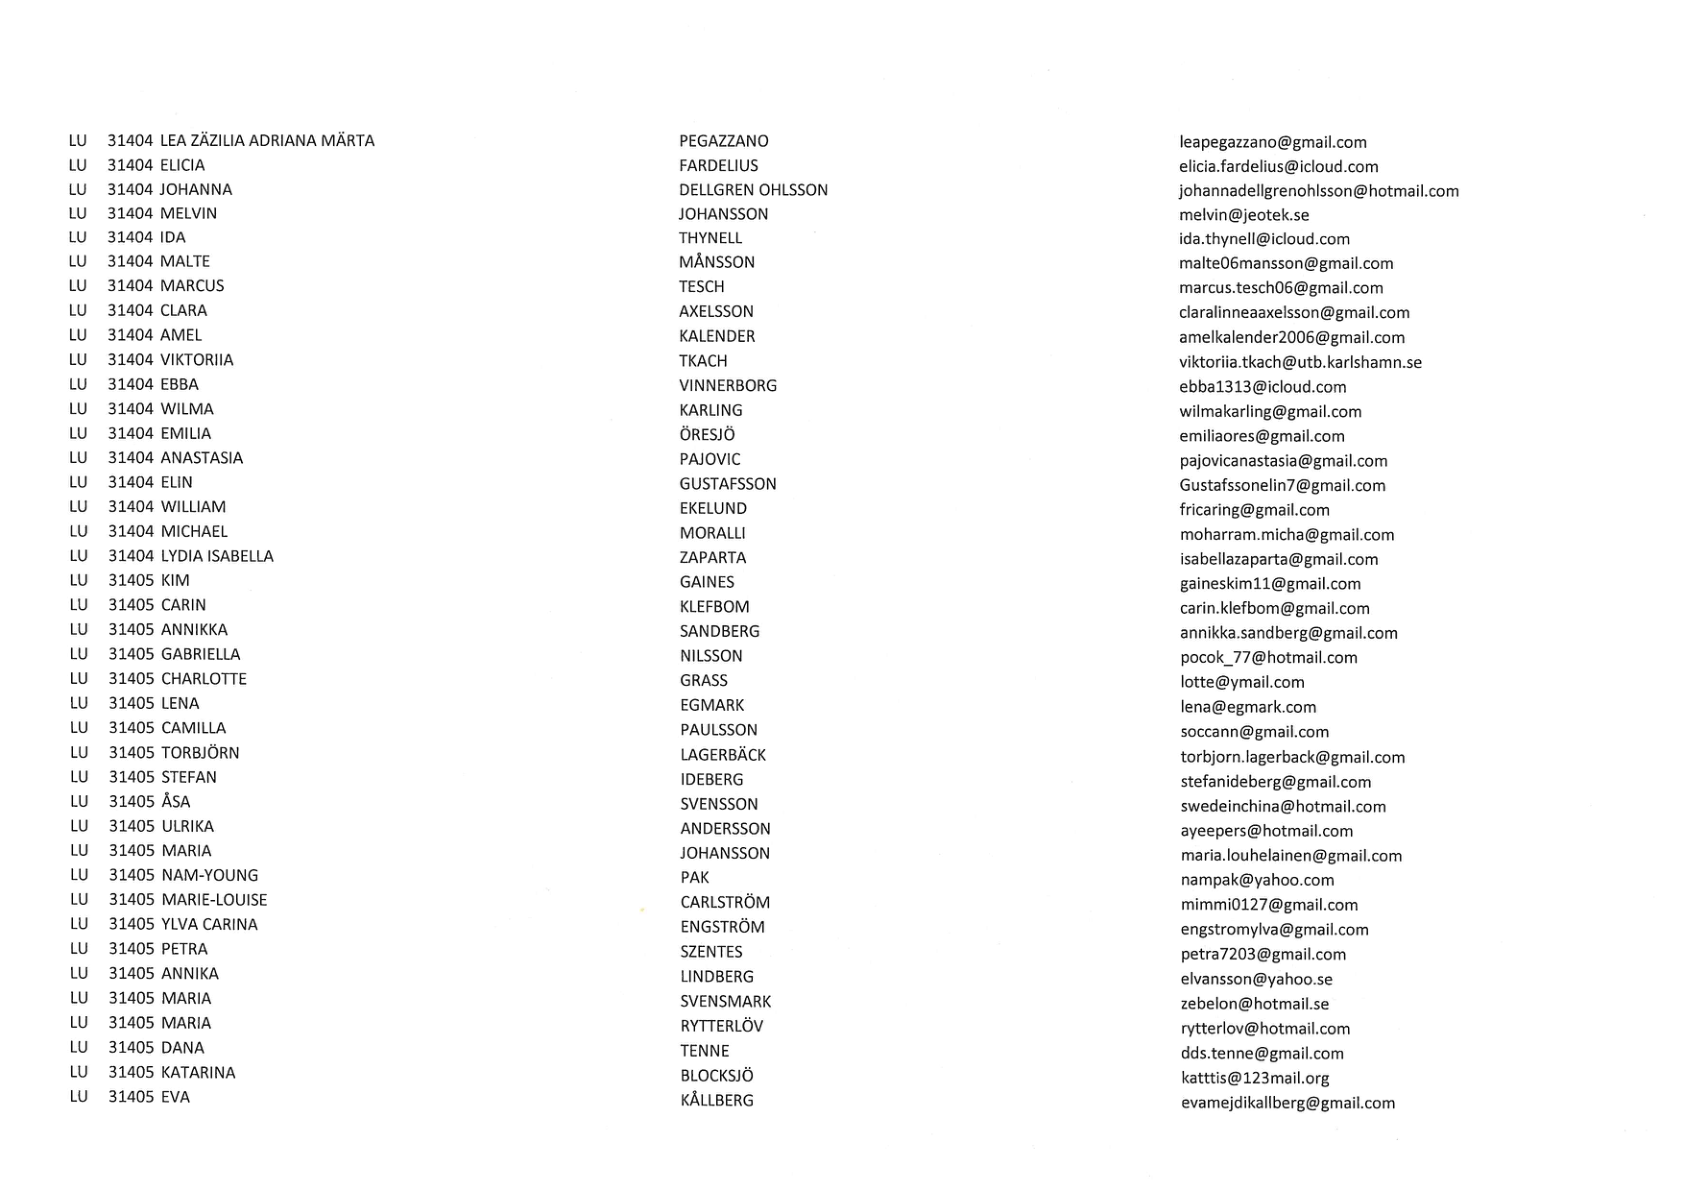 LU 31404 LEA ZÄZILIA ADRIANA MÄRTA PEGAZZANO leapegazzano@gmail.com
LU 31404 ELICIA FARDELIUS elicia.fardelius@icloud.com
LU 31404 JOHANNA DELLGREN OHLSSON johannadellgrenohlsson@hotmail.com
LU 31404 MELVIN JOHANSSON melvin@jeotek.se
LU 31404 IDA THYNELL ida.thynell@icloud.com
LU 31404 MALTE MÅNSSON malte06mansson@gmail.com
LU 31404 MARCUS TESCH marcus.tesch06@gmail.com
LU 31404 CLARA AXELSSON claralinneaaxelsson@gmail.com
LU 31404 AMEL KALENDER amelkalender2006@gmail.com
LU 31404 VIKTORIIA TKACH viktoriia.tkach@utb.karlshamn.se
LU 31404 EBBA VINNERBORG ebba1313@icloud.com
LU 31404 WILMA KARLING wilmakarling@gmail.com
LU 31404 EMILIA ÖRESJÖ emiliaores@gmail.com
LU 31404 ANASTASIA PAJOVIC pajovicanastasia@gmail.com
LU 31404 ELIN GUSTAFSSON Gustafssonelin7@gmail.com
LU 31404 WILLIAM EKELUND fricaring@gmail.com
LU 31404 MICHAEL MORALLI moharram.micha@gmail.com
LU 31404 LYDIA ISABELLA ZAPARTA isabellazaparta@gmail.com
LU 31405 KIM GAINES gaineskim11@gmail.com
LU 31405 CARIN KLEFBOM carin.klefbom@gmail.com
LU 31405 ANNIKKA SANDBERG annikka.sandberg@gmail.com
LU 31405 GABRIELLA NILSSON pocok_77@hotmail.com
LU 31405 CHARLOTTE GRASS lotte@ymail.com
LU 31405 LENA EGMARK lena@egmark.com
LU 31405 CAMILLA PAULSSON soccann@gmail.com
LU 31405 TORBJÖRN LAGERBÄCK torbjorn.lagerback@gmail.com
LU 31405 STEFAN IDEBERG stefanideberg@gmail.com
LU 31405 ÅSA SVENSSON swedeinchina@hotmail.com
LU 31405 ULRIKA ANDERSSON ayeepers@hotmail.com
LU 31405 MARIA JOHANSSON maria.louhelainen@gmail.com
LU 31405 NAM-YOUNG PAK nampak@yahoo.com
LU 31405 MARIE-LOUISE CARLSTRÖM mimmi0127@gmail.com
LU 31405 YLVA CARINA ENGSTRÖM engstromylva@gmail.com
LU 31405 PETRA SZENTES petra7203@gmail.com
LU 31405 ANNIKA LINDBERG elvansson@yahoo.se
LU 31405 MARIA SVENSMARK zebelon@hotmail.se
LU 31405 MARIA RYTTERLÖV rytterlov@hotmail.com
LU 31405 DANA TENNE dds.tenne@gmail.com
LU 31405 KATARINA BLOCKSJÖ katttis@123mail.org
LU 31405 EVA KÅLLBERG evamejdikallberg@gmail.com